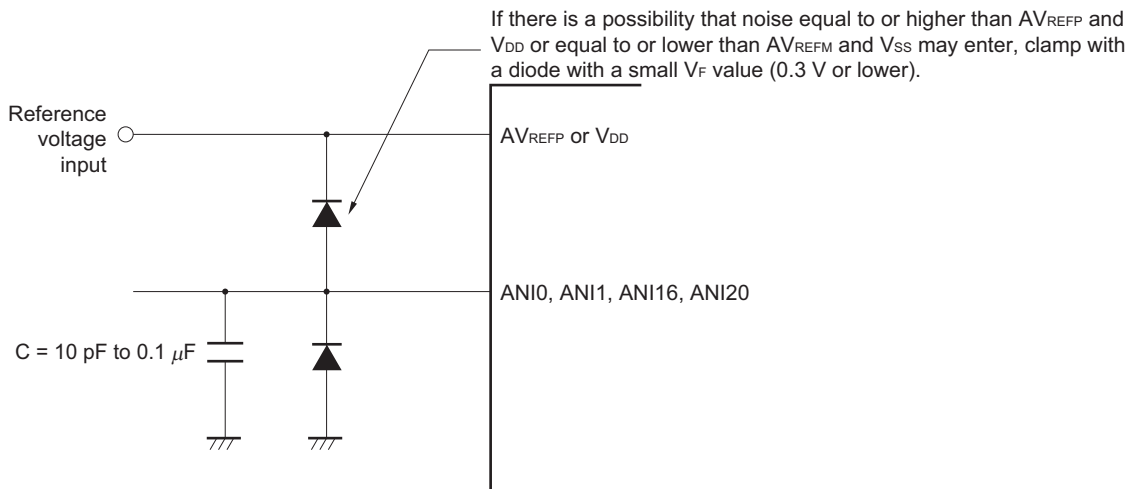 If there is a possibility that noise equal to or higher than AVREFP and
VDD or equal to or lower than AVREFM and VSS may enter, clamp with
a diode with a small VF value (0.3 V or lower).
Reference
voltage
input
AVREFP or VDD
ANI0, ANI1, ANI16, ANI20
C = 10 pF to 0.1 μF